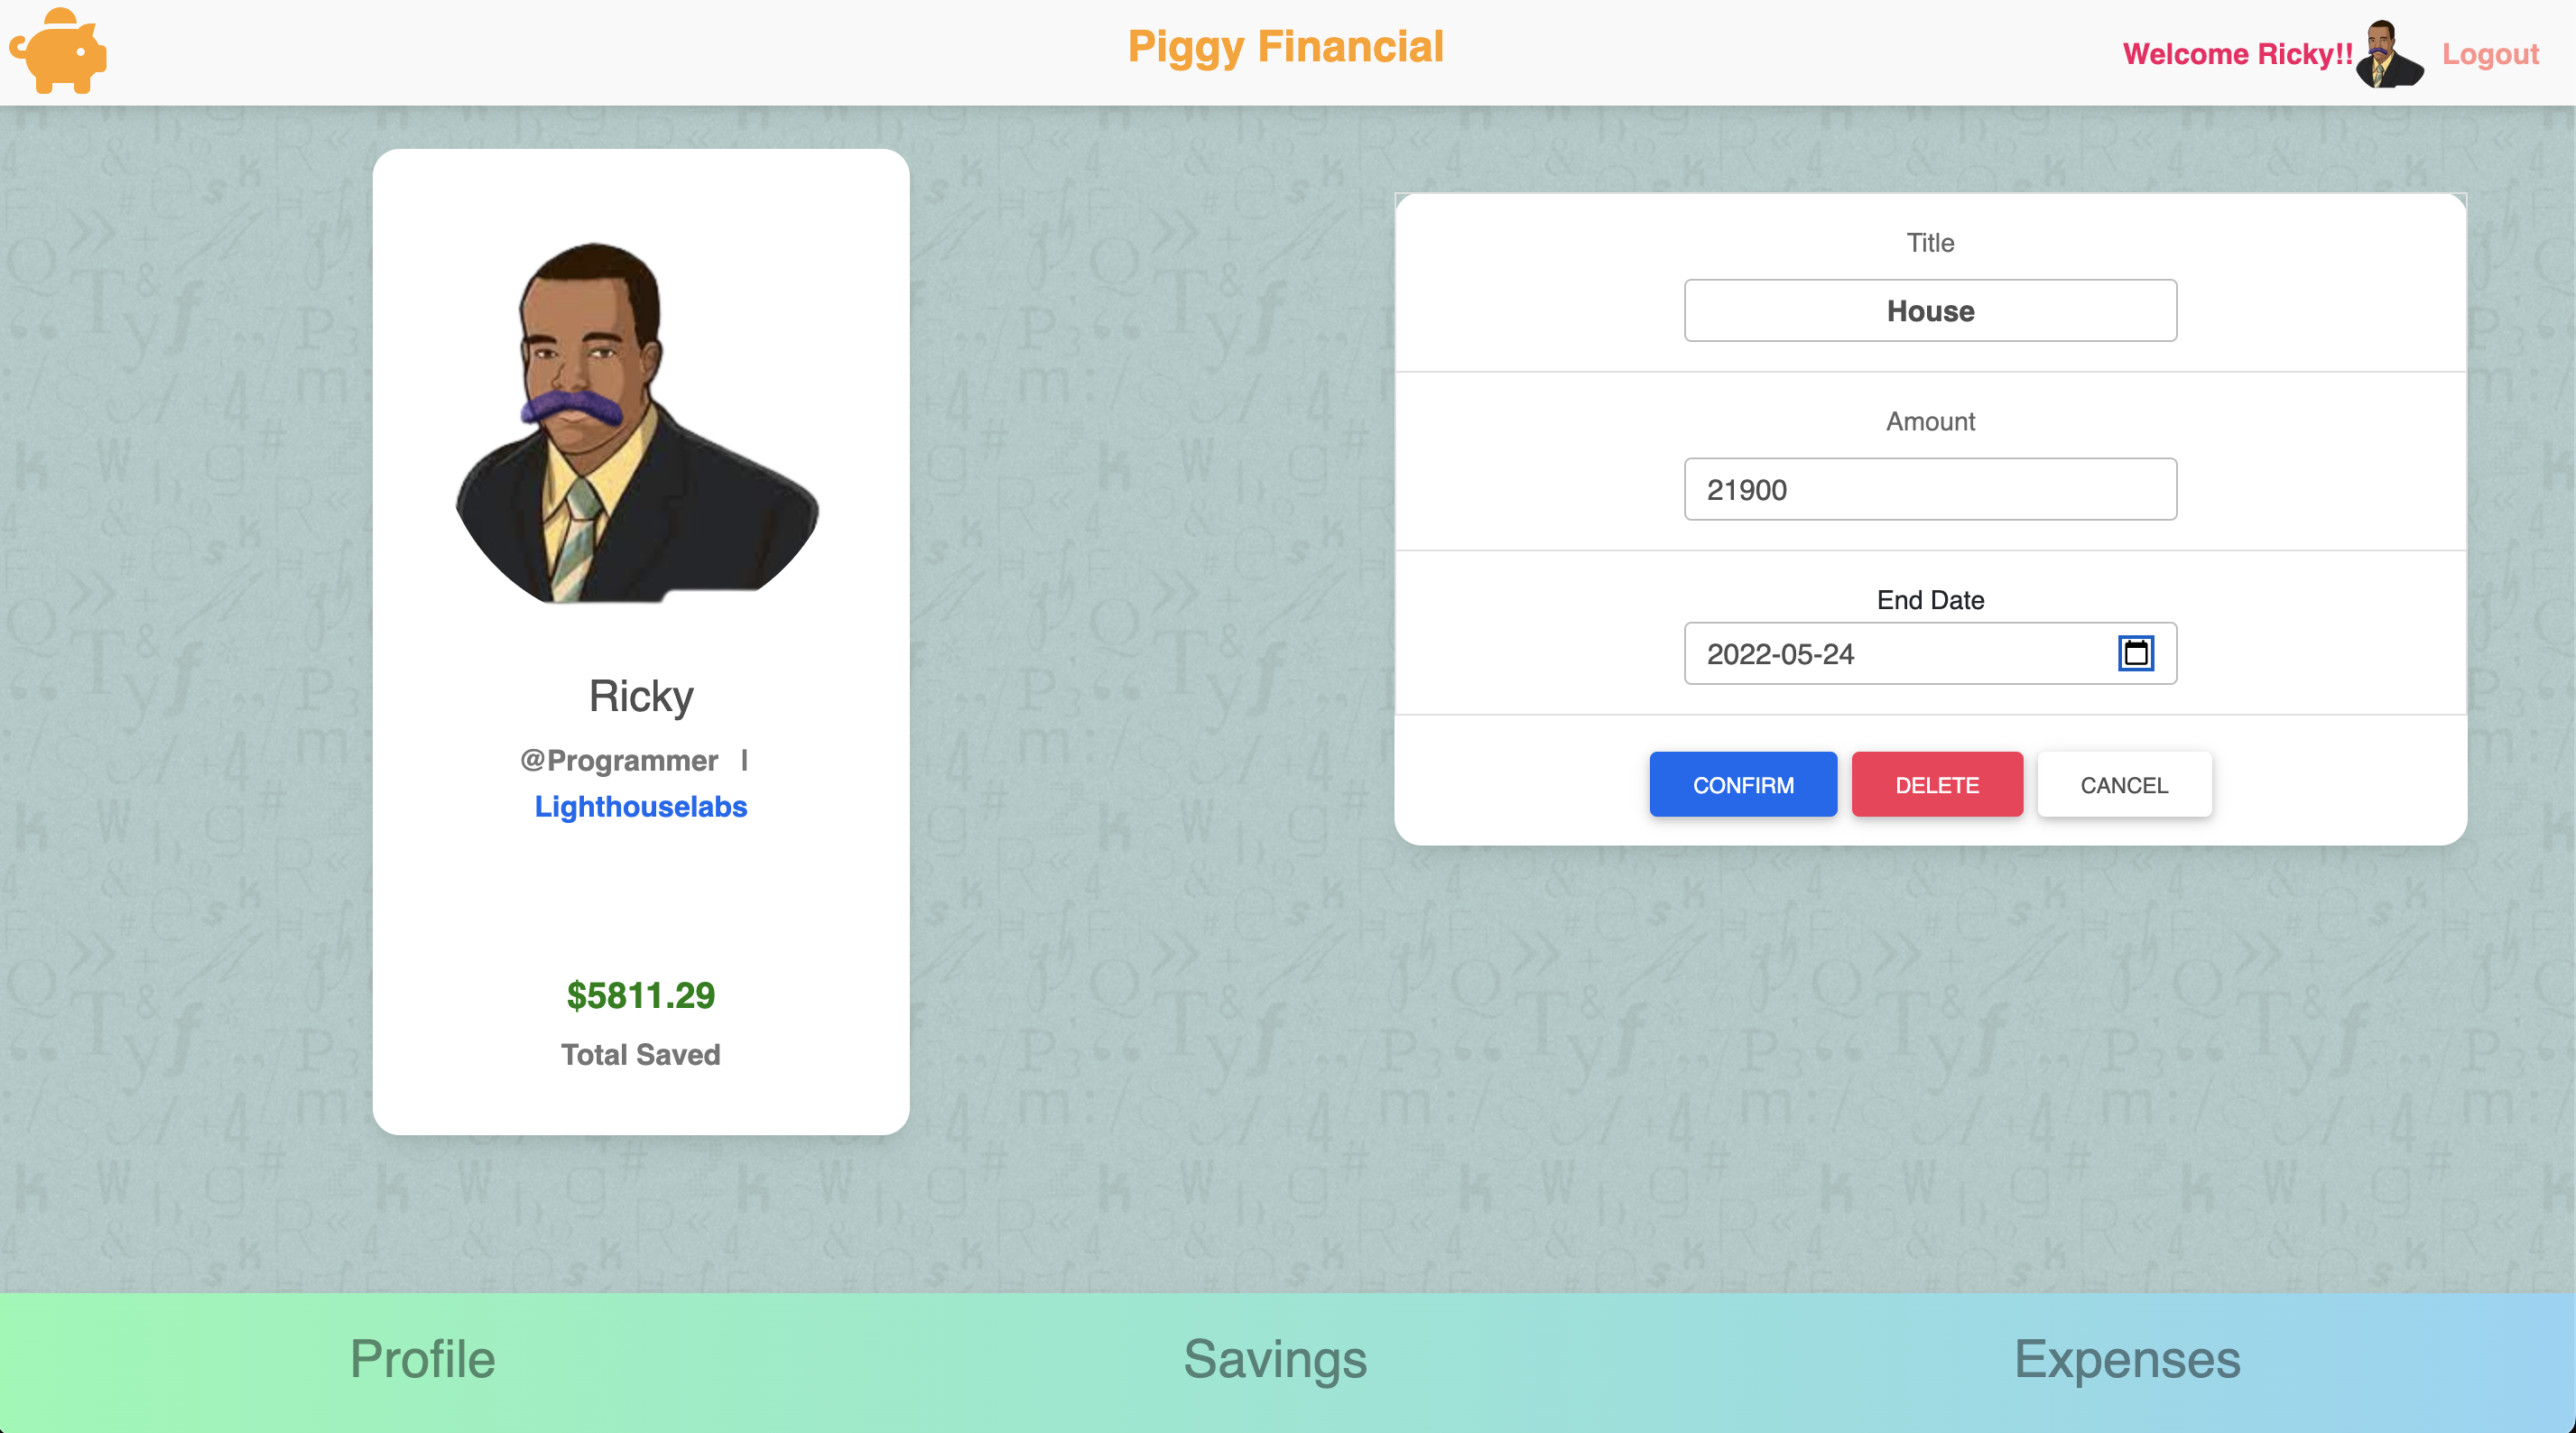 Piggy Financial
Welcome Ricky!!
Logout
Ricky
@Programmer |
Lighthouselabs
$5811.29
Total Saved
Title
House
Amount
21900
End Date
2022-05-24
CONFIRM
DELETE
CANCEL
Profile
Savings
Expenses